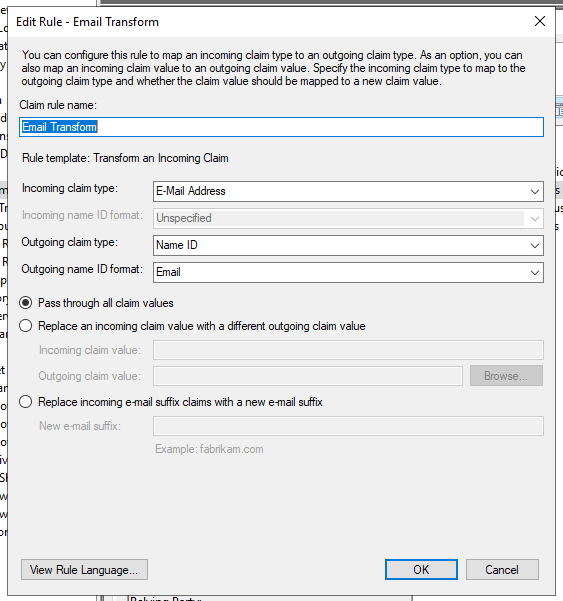 Edit Rule - Email Transform
You can configure this rule to map an incoming claim type to an outgoing claim type. As an option, you can
also map an incoming claim value to an outgoing claim value. Specify the incoming claim type to map to the
outgoing claim type and whether the claim value should be mapped to a new claim value.
Claim rule name:
Email Transform
Rule template: Transform an Incoming Claim
Incoming claim type:
E-Mail Address
Incoming name ID format:
Unspecified
Outgoing claim type:
Name ID
Outgoing name ID format:
Email
Pass through all claim values
Replace an incoming claim value with a different outgoing claim value
Incoming claim value:
Outgoing claim value:
Browse...
Replace incoming e-mail suffix claims with a new e-mail suffix
New e-mail suffix:
Example: fabrikam.com
View Rule Language...
OK
Cancel